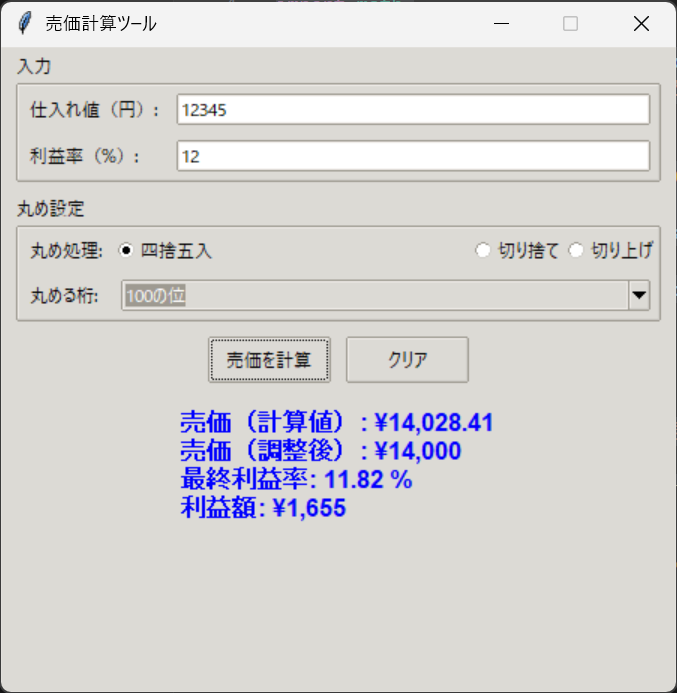 売価計算ツール
入力
仕入れ値（円）: 12345
利益率（%）: 12
丸め設定
丸め処理: 四捨五入 切り捨て 切り上げ
丸める桁: 100の位
売価を計算 クリア
売価（計算値）: ¥14,028.41
売価（調整後）: ¥14,000
最終利益率: 11.82 %
利益額: ¥1,655